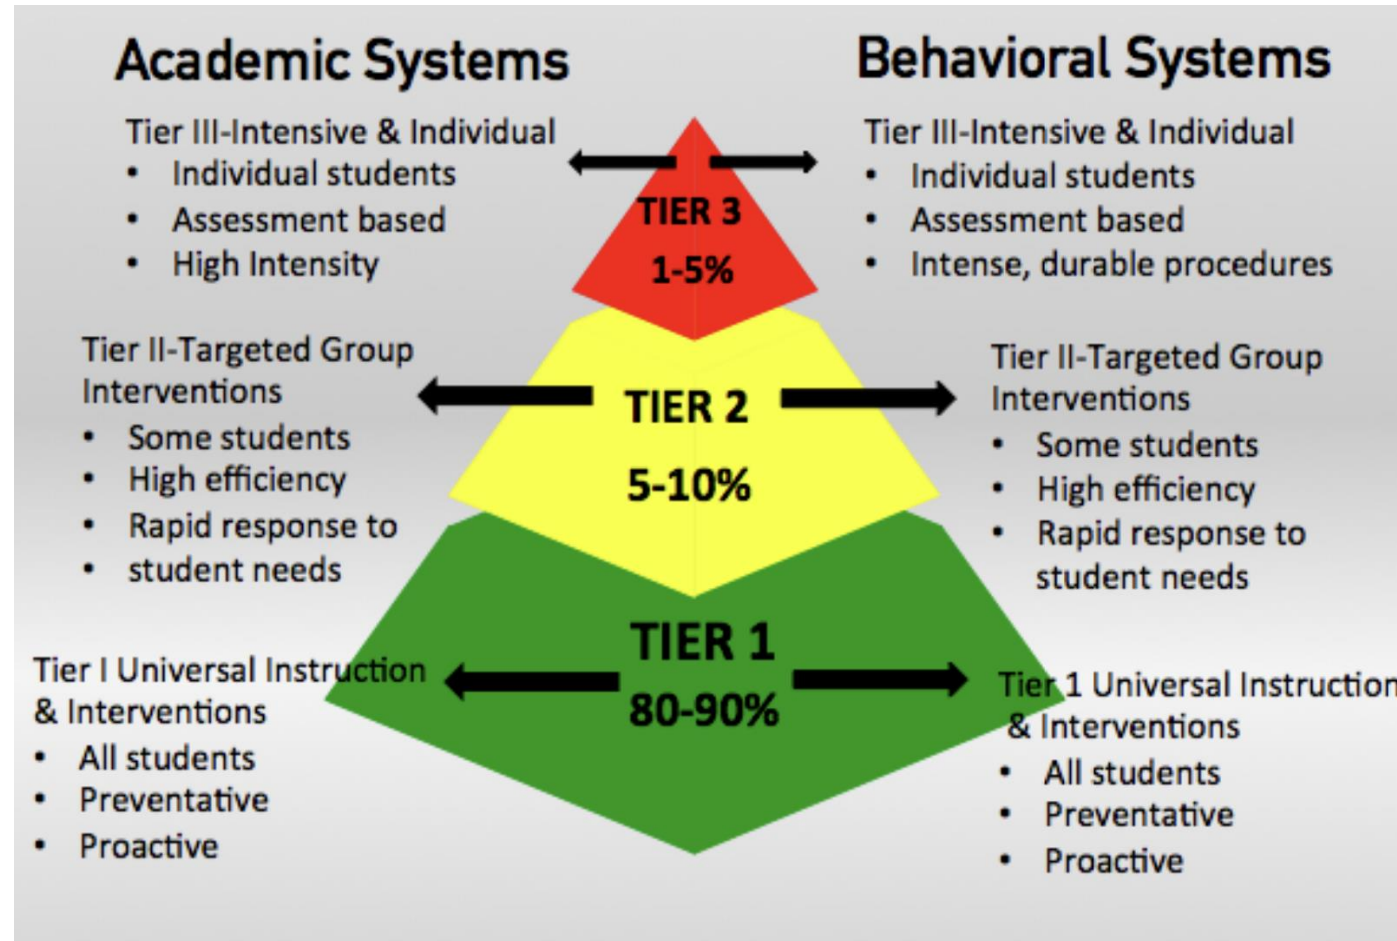 Academic Systems
Tier III-Intensive & Individual
• Individual students
• Assessment based
• High Intensity
Tier II-Targeted Group
Interventions
• Some students
• High efficiency
• Rapid response to
• student needs
Tier I Universal Instruction
& Interventions
• All students
• Preventative
• Proactive
TIER 3
1-5%
TIER 2
5-10%
TIER 1
80-90%
Behavioral Systems
Tier III-Intensive & Individual
• Individual students
• Assessment based
• Intense, durable procedures
Tier II-Targeted Group
Interventions
• Some students
• High efficiency
• Rapid response to
student needs
Tier 1 Universal Instruction
& Interventions
• All students
• Preventative
• Proactive